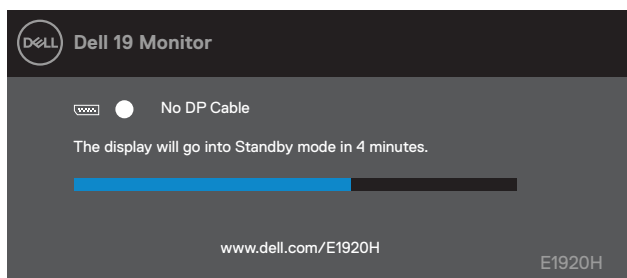 DELL Dell 19 Monitor
No DP Cable
The display will go into Standby mode in 4 minutes.
www.dell.com/E1920H
E1920H